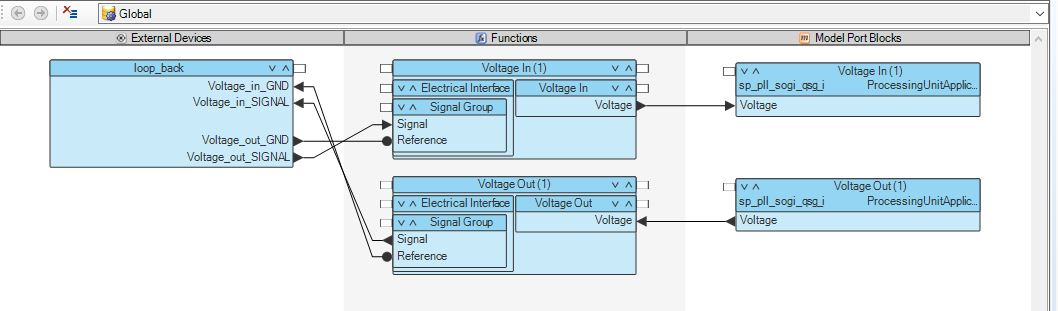 Global
External Devices
Functions
Model Port Blocks
loop_back
Voltage_in_GND
Voltage_in_SIGNAL
Voltage_out_GND
Voltage_out_SIGNAL
Voltage In (1)
Electrical Interface
Voltage In
Signal Group
Voltage
Signal
Reference
Voltage Out (1)
Electrical Interface
Voltage Out
Signal Group
Voltage
Signal
Reference
Voltage In (1)
sp_pll_sogi_qsg_i ProcessingUnitApplic...
Voltage
Voltage Out (1)
sp_pll_sogi_qsg_i ProcessingUnitApplic...
Voltage